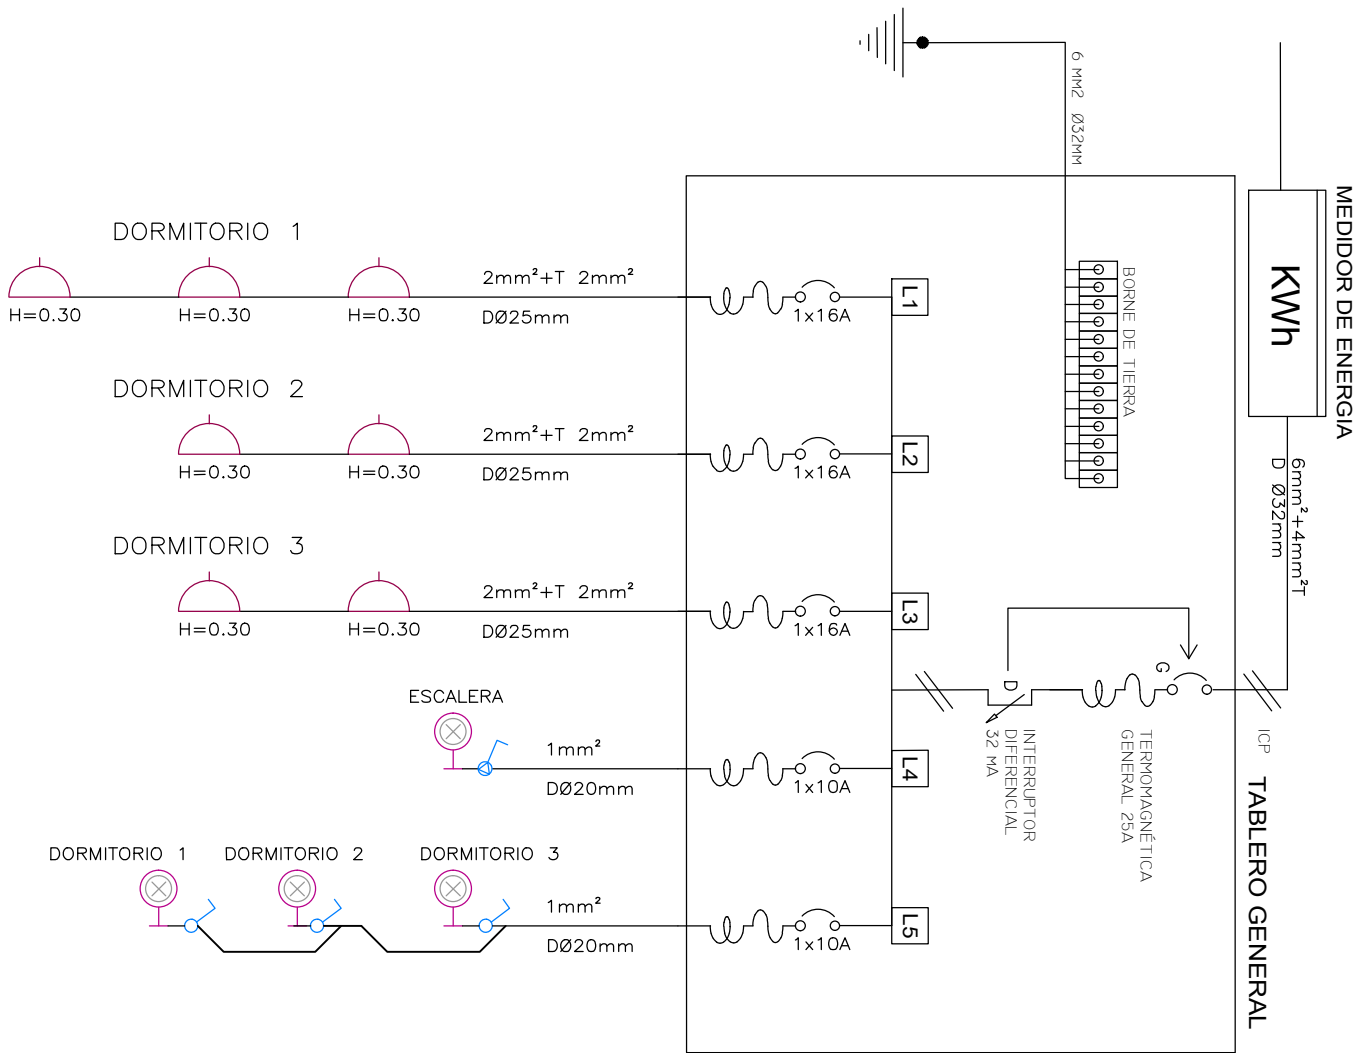 6 MM2 Ø32MM
MEDIDOR DE ENERGIA
KWh
6mm²+4mm²T
D Ø32mm
BORNE DE TIERRA
DORMITORIO 1
H=0.30
H=0.30
H=0.30
2mm²+T 2mm²
DØ25mm
1x16A
L1
DORMITORIO 2
H=0.30
H=0.30
2mm²+T 2mm²
DØ25mm
1x16A
L2
DORMITORIO 3
H=0.30
H=0.30
2mm²+T 2mm²
DØ25mm
1x16A
L3
D
G
ICP
INTERRUPTOR
DIFERENCIAL
32 MA
TERMOMAGNÉTICA
GENERAL 25A
TABLERO GENERAL
ESCALERA
1mm²
DØ20mm
1x10A
L4
DORMITORIO 1
DORMITORIO 2
DORMITORIO 3
1mm²
DØ20mm
1x10A
L5